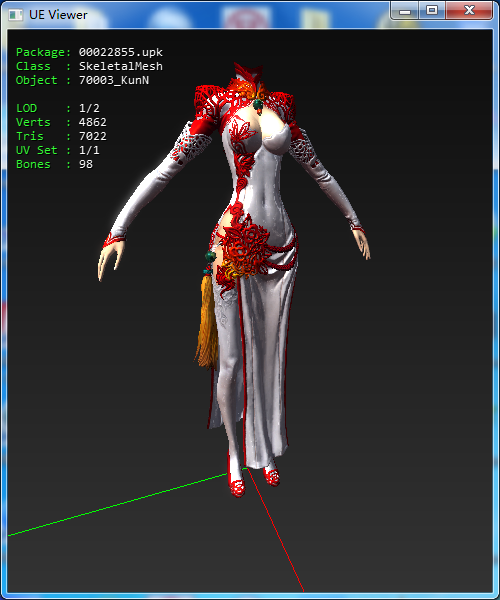 UE Viewer
Package: 00022855.upk
Class : SkeletalMesh
Object : 70003_KunN
LOD : 1/2
Verts : 4862
Tris : 7022
UV Set : 1/1
Bones : 98